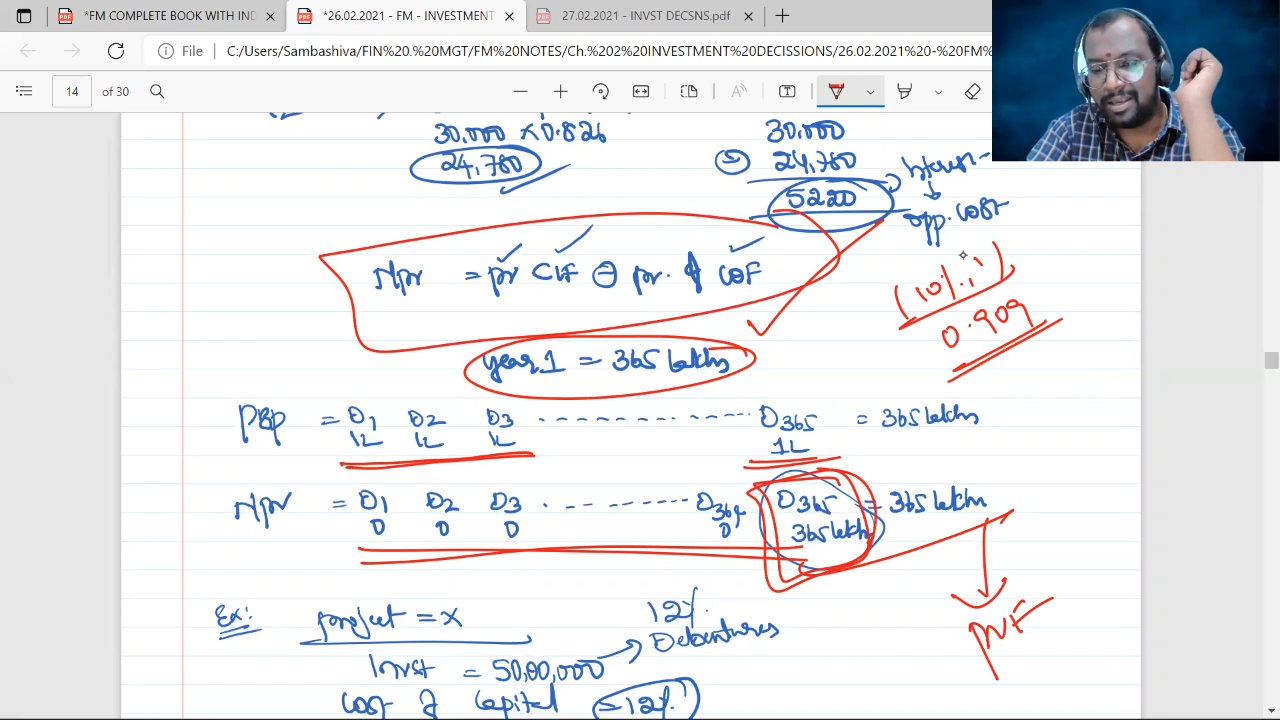 *FM COMPLETE BOOK WITH IND
*26.02.2021 - FM - INVESTMENT
27.02.2021 - INVST DECSNS.pdf
File
C:/Users/Sambashiva/FIN%20.%20MGT/FM%20NOTES/Ch.%202%20INVESTMENT%20DECISSIONS/26.02.2021%20-%20FM%
14 of 30
30,000 × 0.826 30,000
24,780 24,780
5220
Interest
opp. cost
NPV = pv CIF ⊖ pv. of COF
(10%, 1)
0.909
year 1 = 365 lakhs
PBP = D1 D2 D3 D365 = 365 lakhs
1L 1L 1L 1L
NPV = D1 D2 D3 D364 D365 = 365 lakhs
0 0 0 0 365 lakhs
PVF
Ex: project = X 12%
Debentures
Invst = 50,00,000
Cost of Capital = 12%